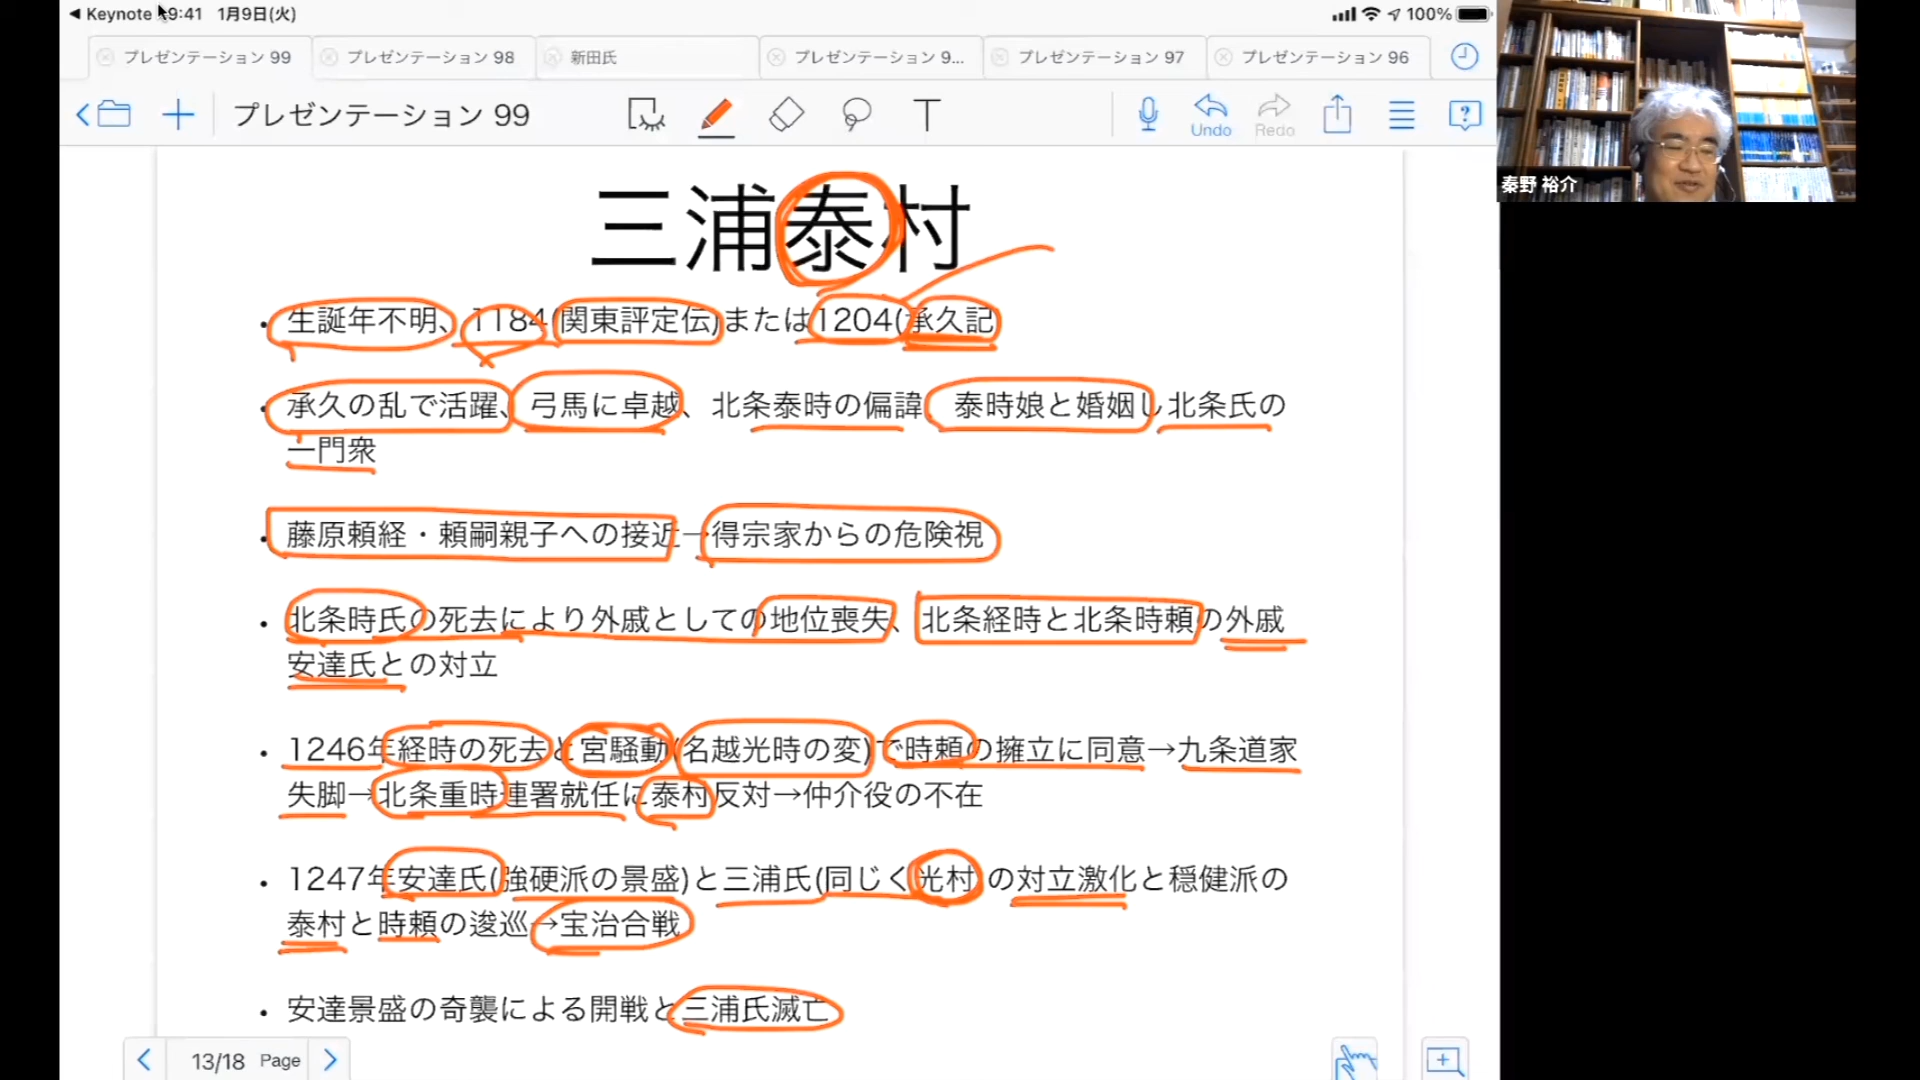 ◀ Keynote 9:41 1月9日(火)
100%
プレゼンテーション 99
プレゼンテーション 98
新田氏
プレゼンテーション 9...
プレゼンテーション 97
プレゼンテーション 96
プレゼンテーション 99
T
Undo
Redo
秦野 裕介
三浦泰村
• 生誕年不明、1184(関東評定伝)または1204(承久記
• 承久の乱で活躍、弓馬に卓越、北条泰時の偏諱、泰時娘と婚姻し北条氏の
一門衆
• 藤原頼経・頼嗣親子への接近→得宗家からの危険視
• 北条時氏の死去により外戚としての地位喪失、北条経時と北条時頼の外戚
安達氏との対立
• 1246年経時の死去と宮騒動(名越光時の変)で時頼の擁立に同意→九条道家
失脚→北条重時連署就任に泰村反対→仲介役の不在
• 1247年安達氏(強硬派の景盛)と三浦氏(同じく光村)の対立激化と穏健派の
泰村と時頼の逡巡→宝治合戦
• 安達景盛の奇襲による開戦と三浦氏滅亡
13/18 Page